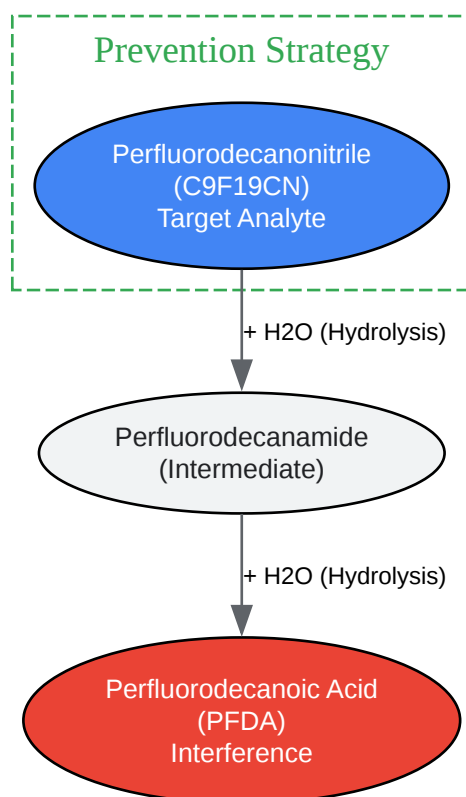 Prevention Strategy
Perfluorodecanonitrile
(C9F19CN)
Target Analyte
+ H2O (Hydrolysis)
Perfluorodecanamide
(Intermediate)
+ H2O (Hydrolysis)
Perfluorodecanoic Acid
(PFDA)
Interference